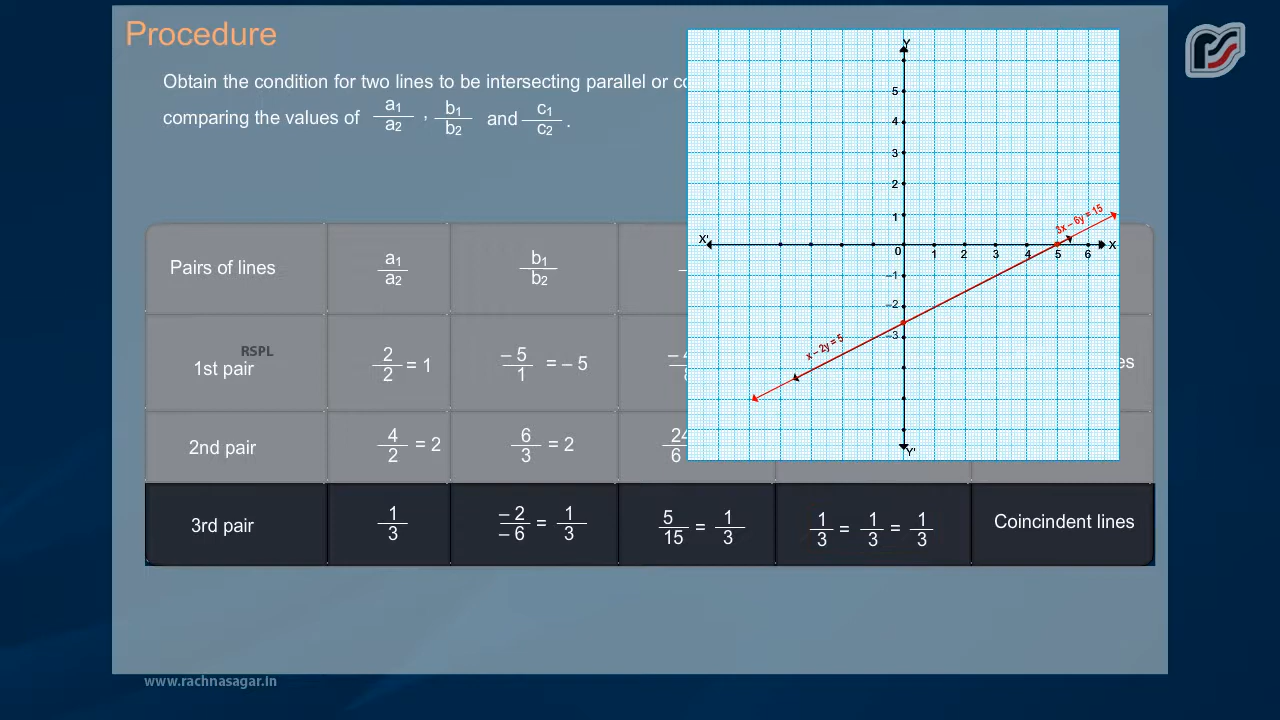 Procedure
Obtain the condition for two lines to be intersecting parallel or
comparing the values of a1/a2 , b1/b2 and c1/c2 .
Pairs of lines a1/a2 b1/b2
RSPL
1st pair 2/2 = 1 – 5/1 = – 5
2nd pair 4/2 = 2 6/3 = 2 24/6
3rd pair 1/3 – 2/– 6 = 1/3 5/15 = 1/3 1/3 = 1/3 = 1/3 Coincident lines
Y
5
4
3
2
1
3x – 6y = 15
X' 0 1 2 3 4 5 6 X
–1
–2
–3
x – 2y = 5
Y'
www.rachnasagar.in